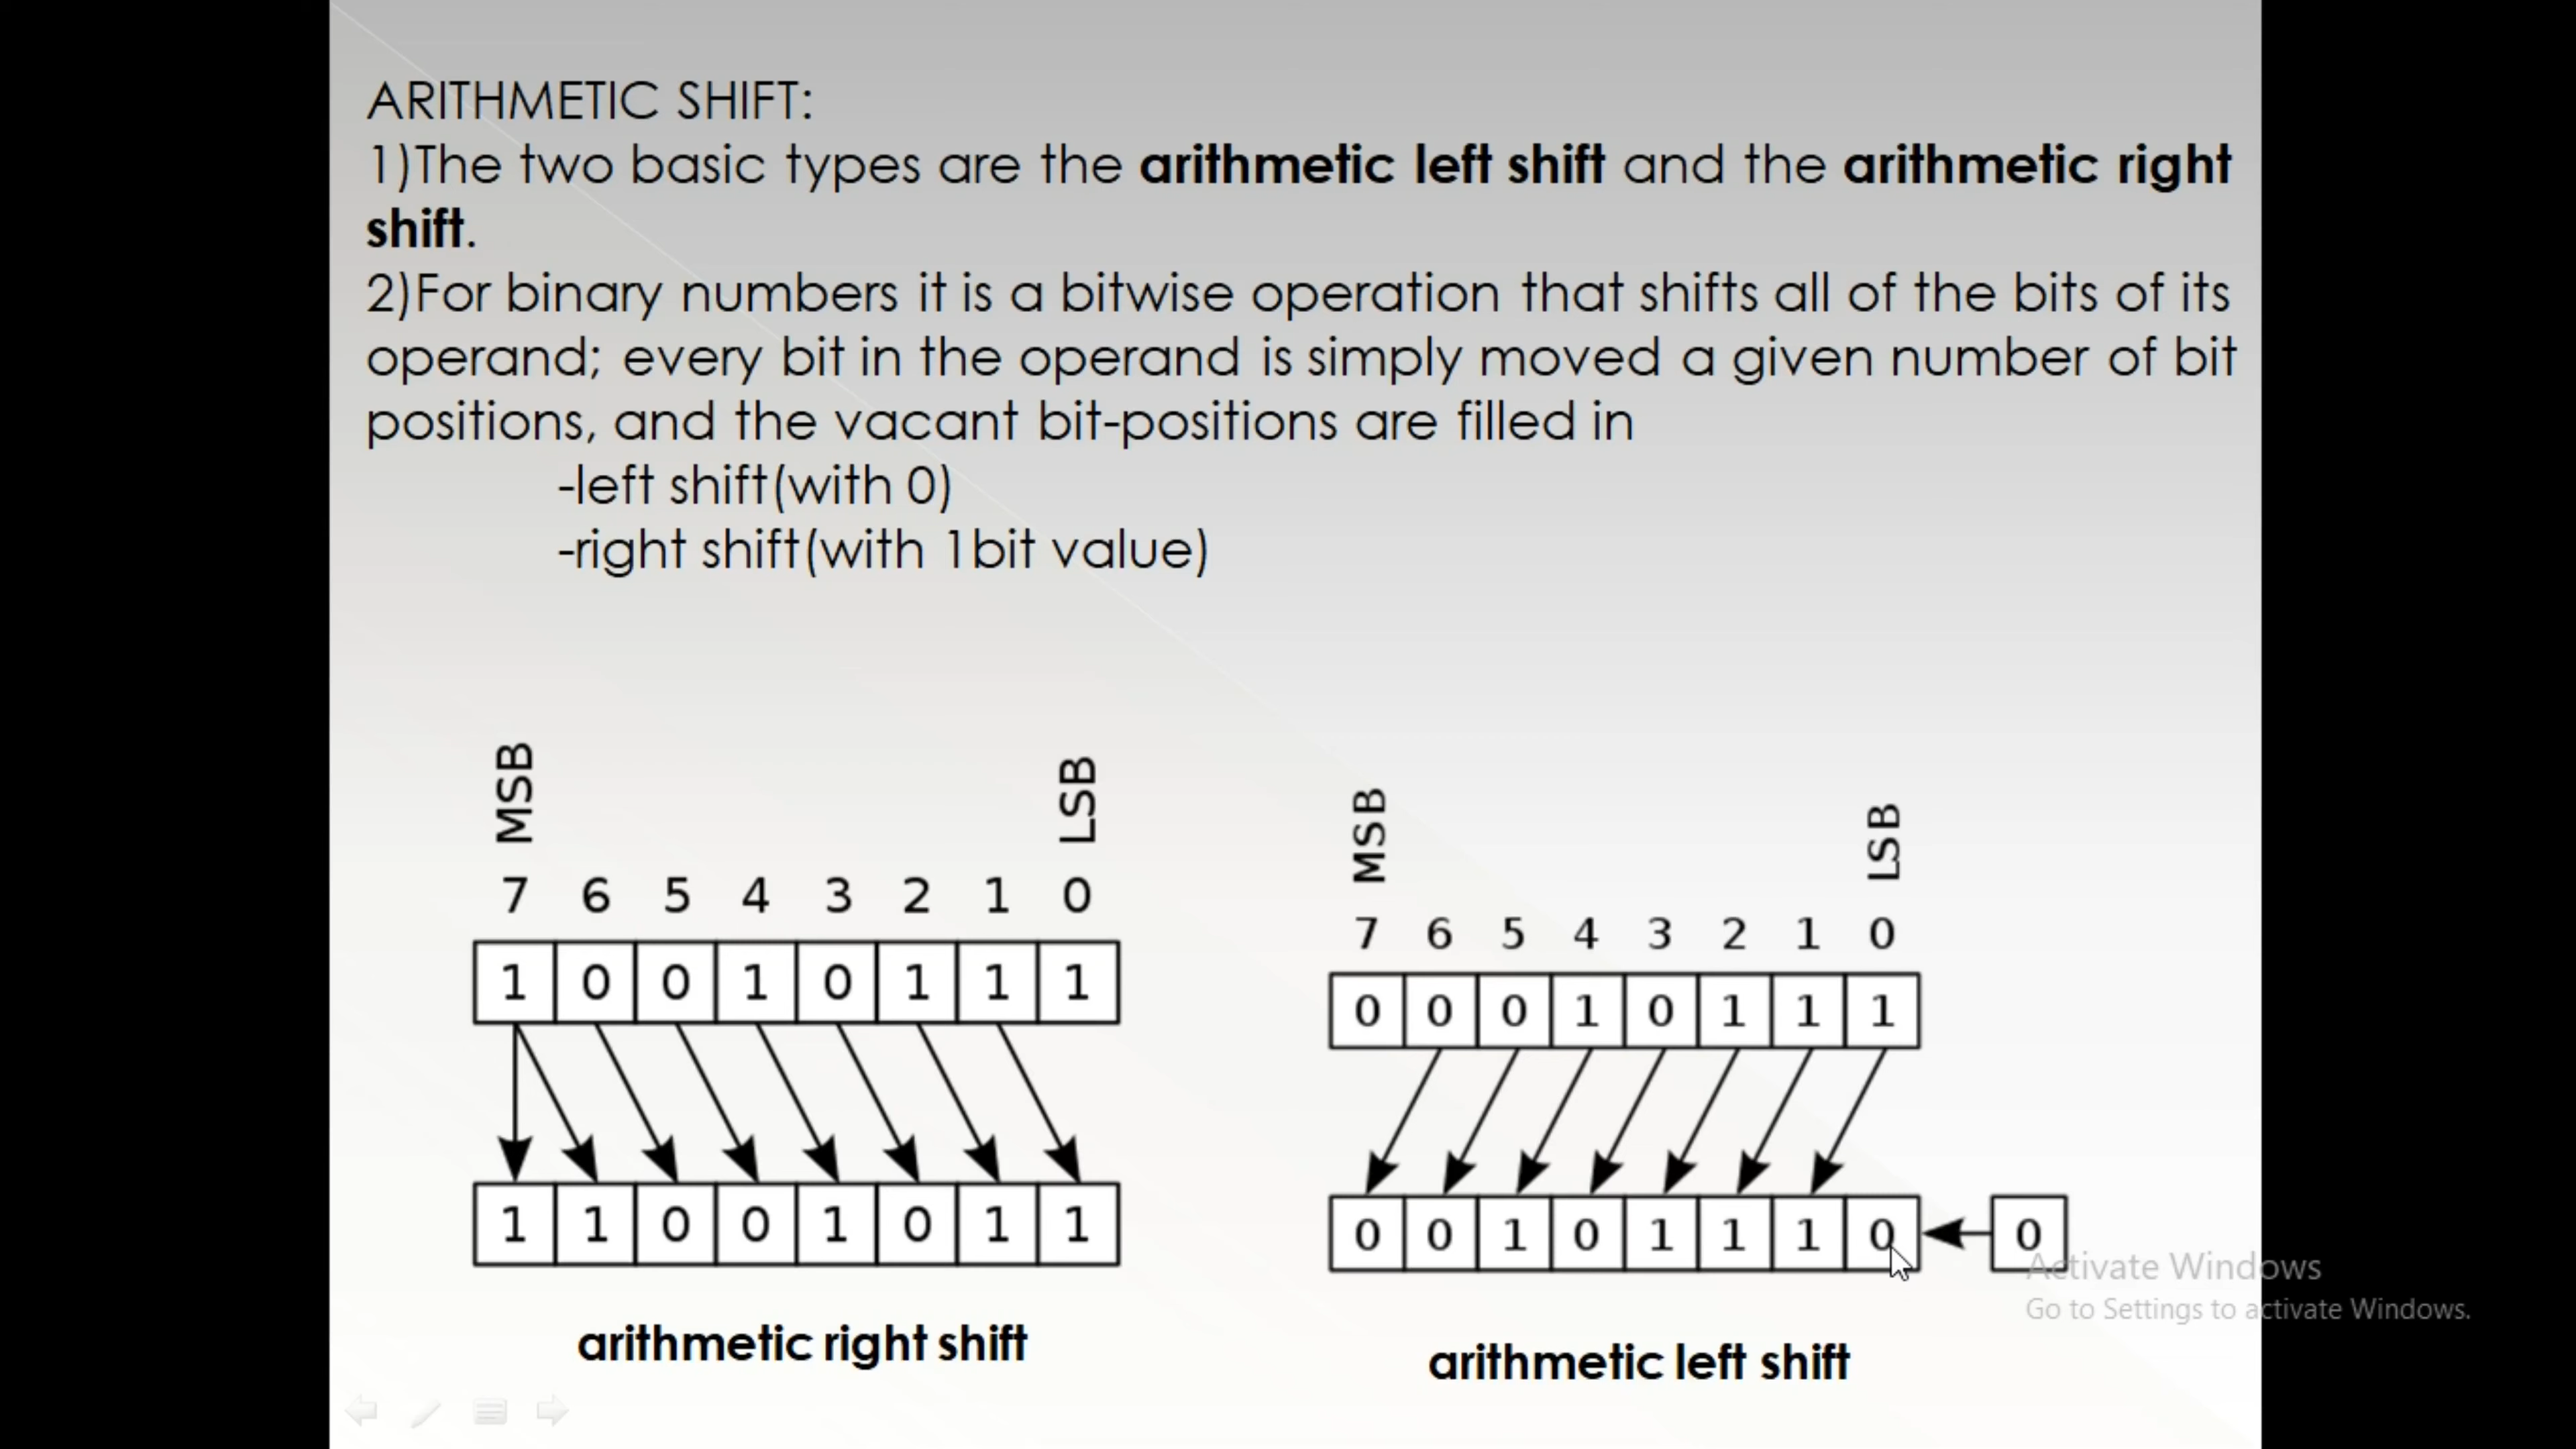 ARITHMETIC SHIFT:
1)The two basic types are the arithmetic left shift and the arithmetic right
shift.
2)For binary numbers it is a bitwise operation that shifts all of the bits of its
operand; every bit in the operand is simply moved a given number of bit
positions, and the vacant bit-positions are filled in
-left shift(with 0)
-right shift(with 1bit value)
MSB LSB
7 6 5 4 3 2 1 0
1 0 0 1 0 1 1 1
1 1 0 0 1 0 1 1
arithmetic right shift
MSB LSB
7 6 5 4 3 2 1 0
0 0 0 1 0 1 1 1
0 0 1 0 1 1 1 0 0
arithmetic left shift
Activate Windows
Go to Settings to activate Windows.